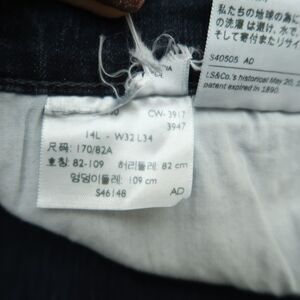 私たちの地球の為に
の洗濯は避け、水で
そして寄付またリサイ
S40505 AD
LS&Co.'s historical May 20,
patent expired in 1890.
CW-3917
3947
14L - W32 L34
尺码: 170/82A
호칭: 82-109 허리둘레: 82 cm
엉덩이둘레: 109 cm
S46148 AD